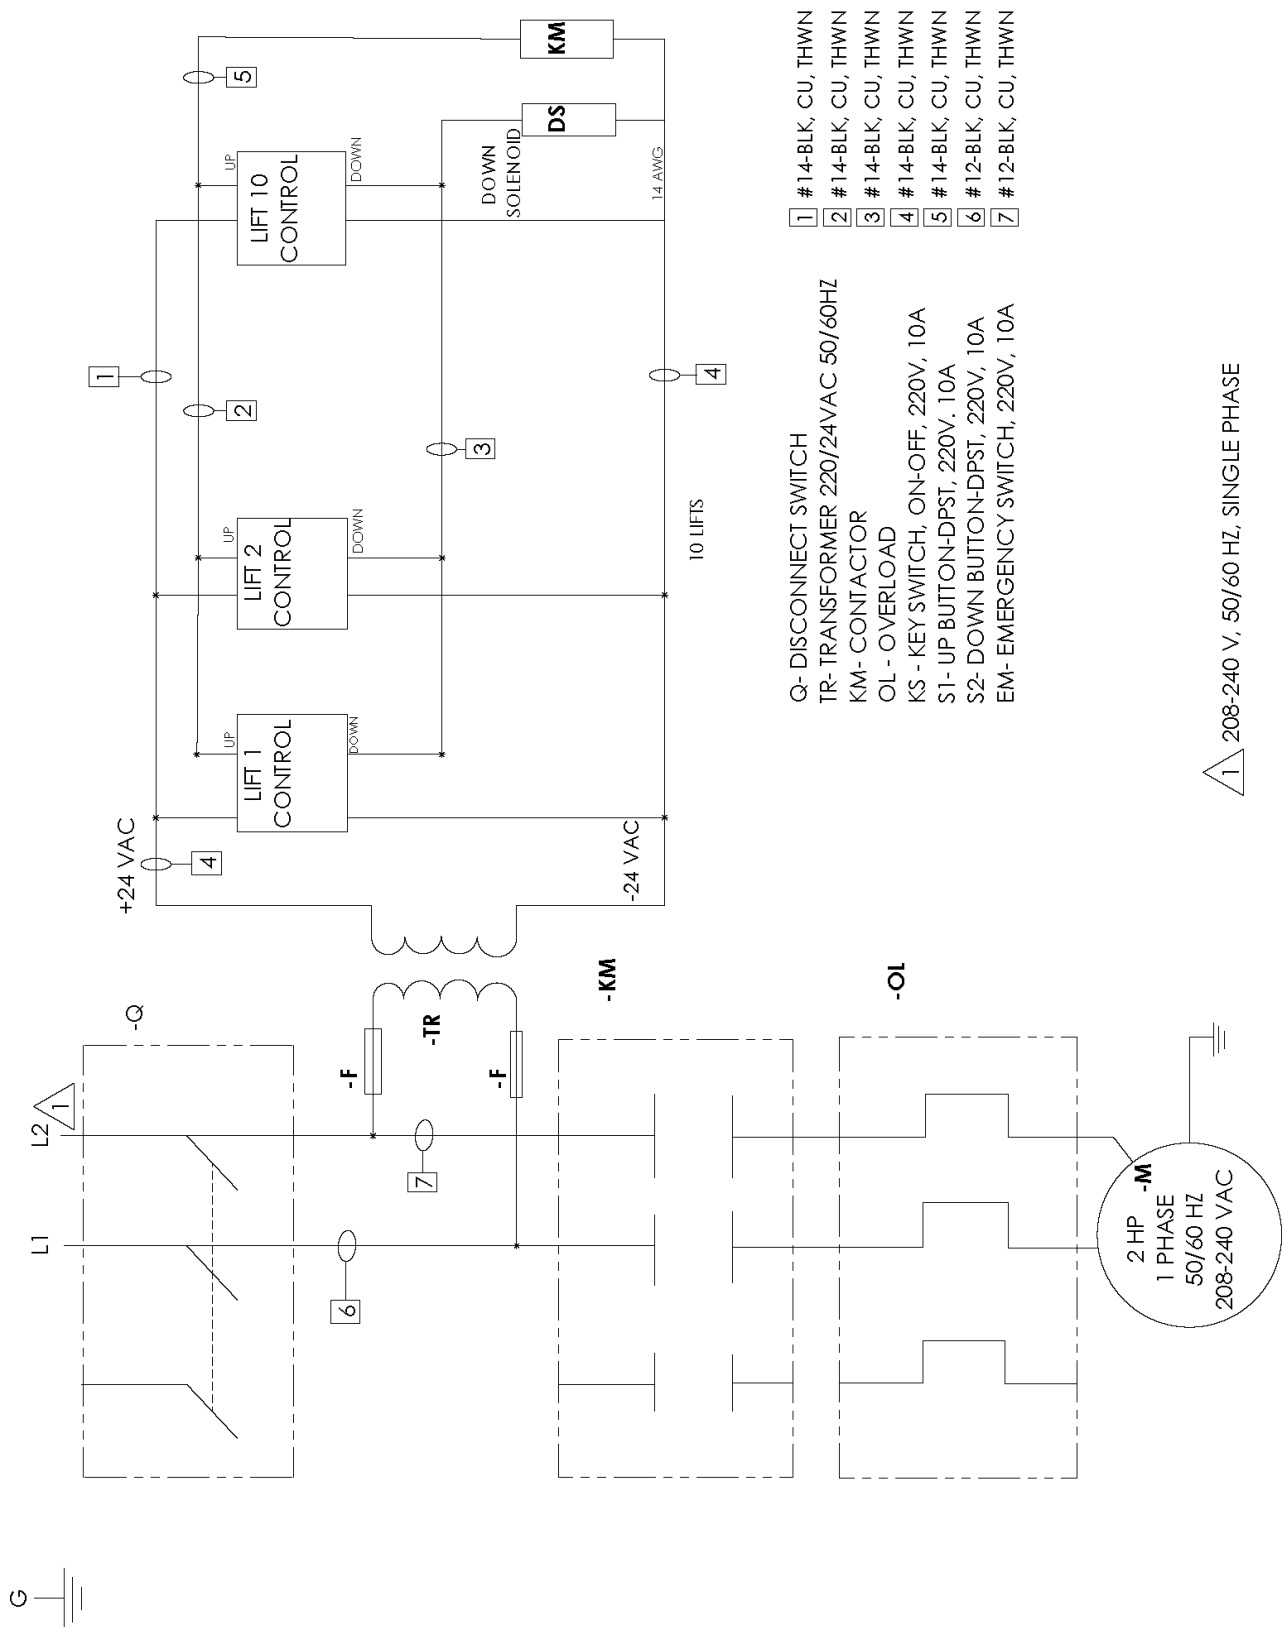 G
L1
L2
1
-Q
6
7
-F
-F
-TR
-KM
-OL
-M
2 HP
1 PHASE
50/60 HZ
208-240 VAC
+24 VAC
4
-24 VAC
LIFT 1
CONTROL
UP
DOWN
LIFT 2
CONTROL
UP
DOWN
1
2
3
4
10 LIFTS
LIFT 10
CONTROL
UP
DOWN
5
DOWN
SOLENOID
DS
KM
14 AWG
Q- DISCONNECT SWITCH
TR- TRANSFORMER 220/24VAC 50/60HZ
KM- CONTACTOR
OL - OVERLOAD
KS - KEY SWITCH, ON-OFF, 220V, 10A
S1- UP BUTTON-DPST, 220V. 10A
S2- DOWN BUTTON-DPST, 220V, 10A
EM- EMERGENCY SWITCH, 220V, 10A
1 #14-BLK, CU, THWN
2 #14-BLK, CU, THWN
3 #14-BLK, CU, THWN
4 #14-BLK, CU, THWN
5 #14-BLK, CU, THWN
6 #12-BLK, CU, THWN
7 #12-BLK, CU, THWN
1 208-240 V, 50/60 HZ, SINGLE PHASE